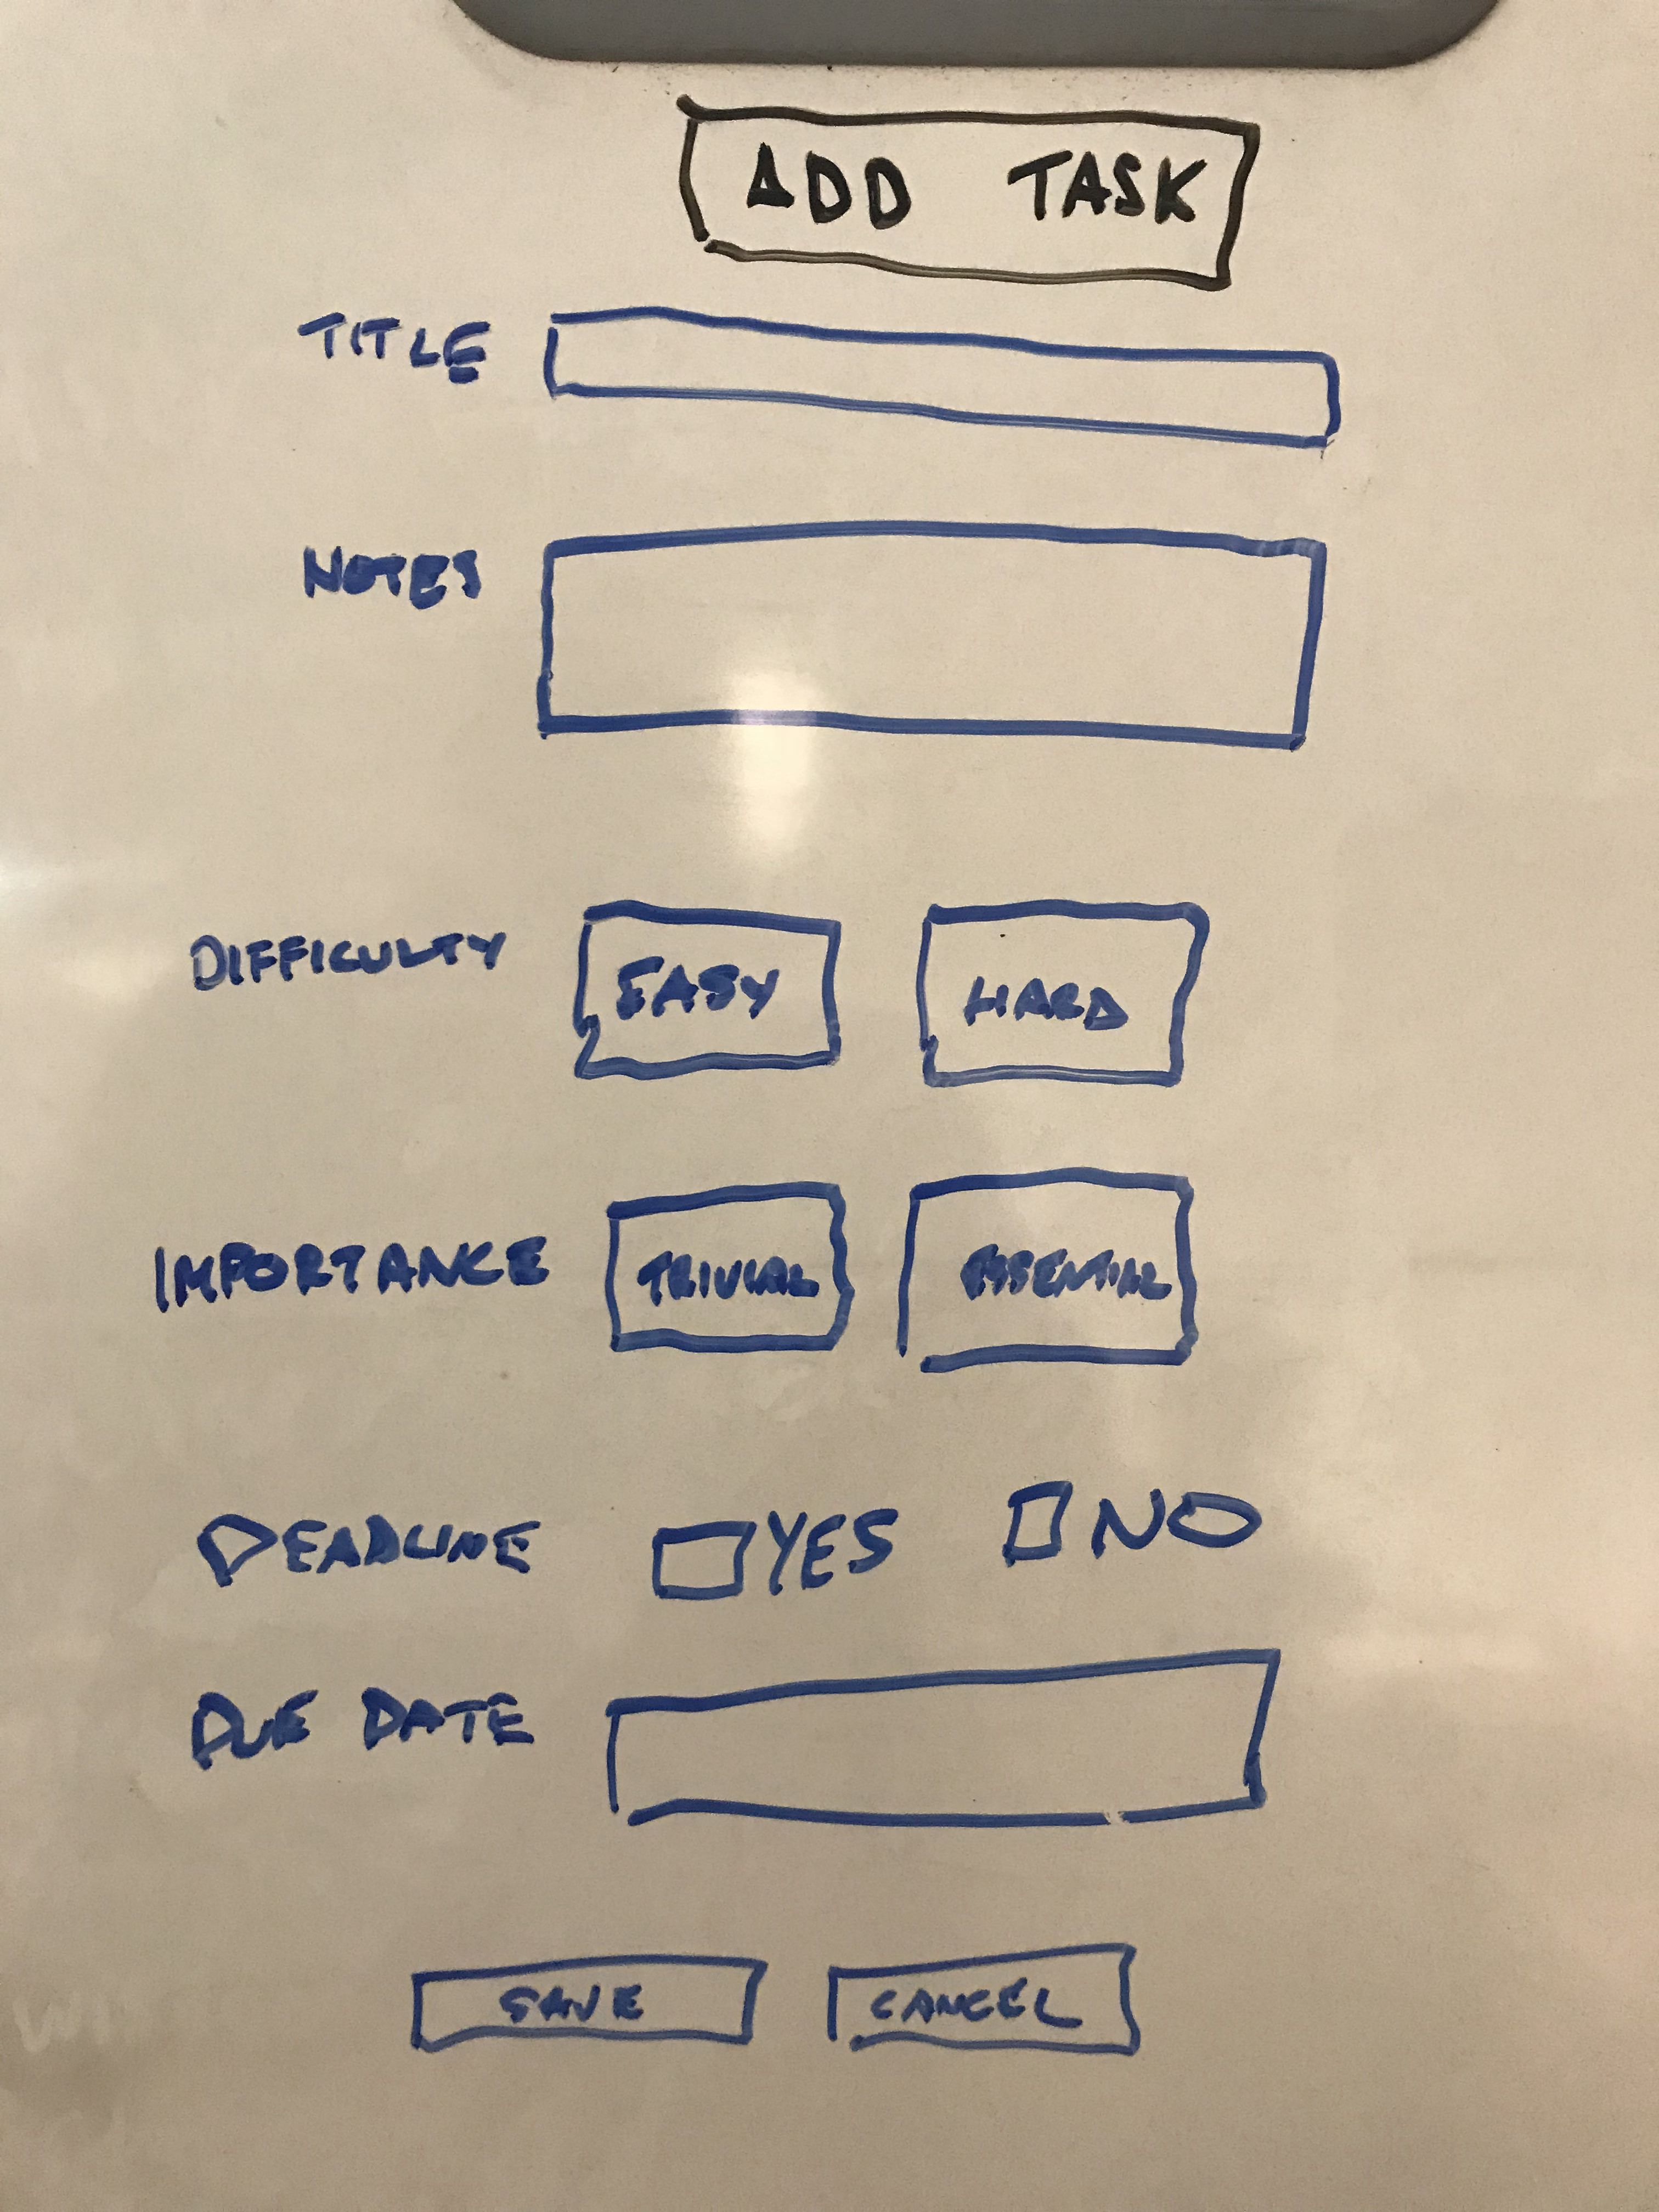 ADD TASK
TITLE
NOTES
DIFFICULTY EASY HARD
IMPORTANCE TRIVIAL ESSENTIAL
DEADLINE YES NO
DUE DATE
SAVE CANCEL